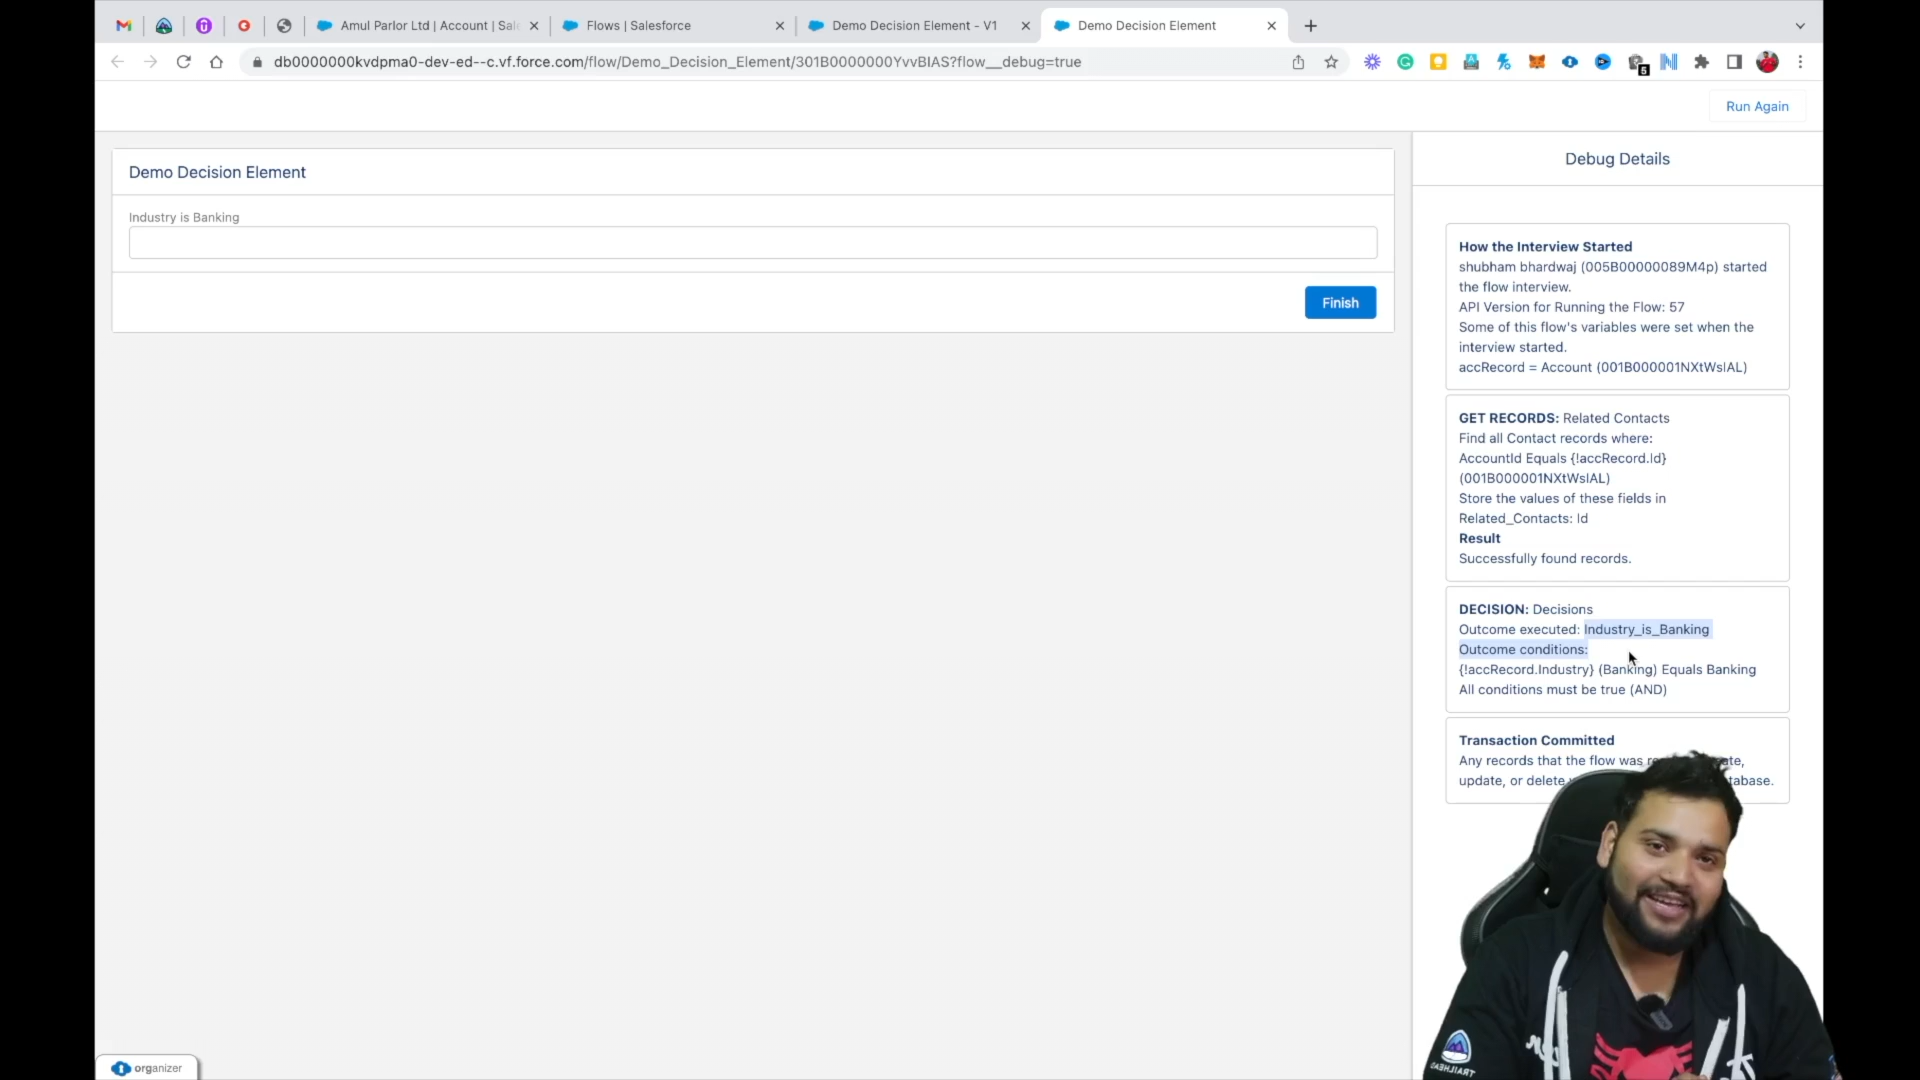 Amul Parlor Ltd | Account | Sal
Flows | Salesforce
Demo Decision Element - V1
Demo Decision Element
db0000000kvdpma0-dev-ed--c.vf.force.com/flow/Demo_Decision_Element/301B0000000YvvBIAS?flow__debug=true
5
Run Again
Demo Decision Element
Industry is Banking
Finish
Debug Details
How the Interview Started
shubham bhardwaj (005B00000089M4p) started
the flow interview.
API Version for Running the Flow: 57
Some of this flow's variables were set when the
interview started.
accRecord = Account (001B000001NXtWsIAL)
GET RECORDS: Related Contacts
Find all Contact records where:
AccountId Equals {!accRecord.Id}
(001B000001NXtWsIAL)
Store the values of these fields in
Related_Contacts: Id
Result
Successfully found records.
DECISION: Decisions
Outcome executed: Industry_is_Banking
Outcome conditions:
{!accRecord.Industry} (Banking) Equals Banking
All conditions must be true (AND)
Transaction Committed
Any records that the flow was
update, or delete
organizer
TRAILHEAD